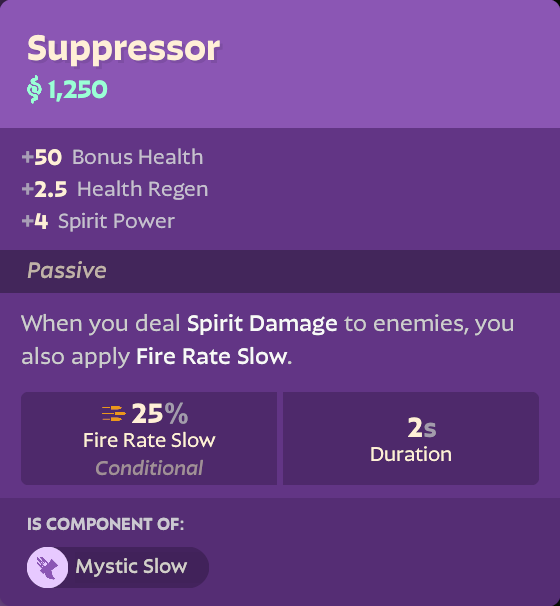 Suppressor
1,250
+50 Bonus Health
+2.5 Health Regen
+4 Spirit Power
Passive
When you deal Spirit Damage to enemies, you
also apply Fire Rate Slow.
25%
Fire Rate Slow
Conditional
2s
Duration
IS COMPONENT OF:
Mystic Slow